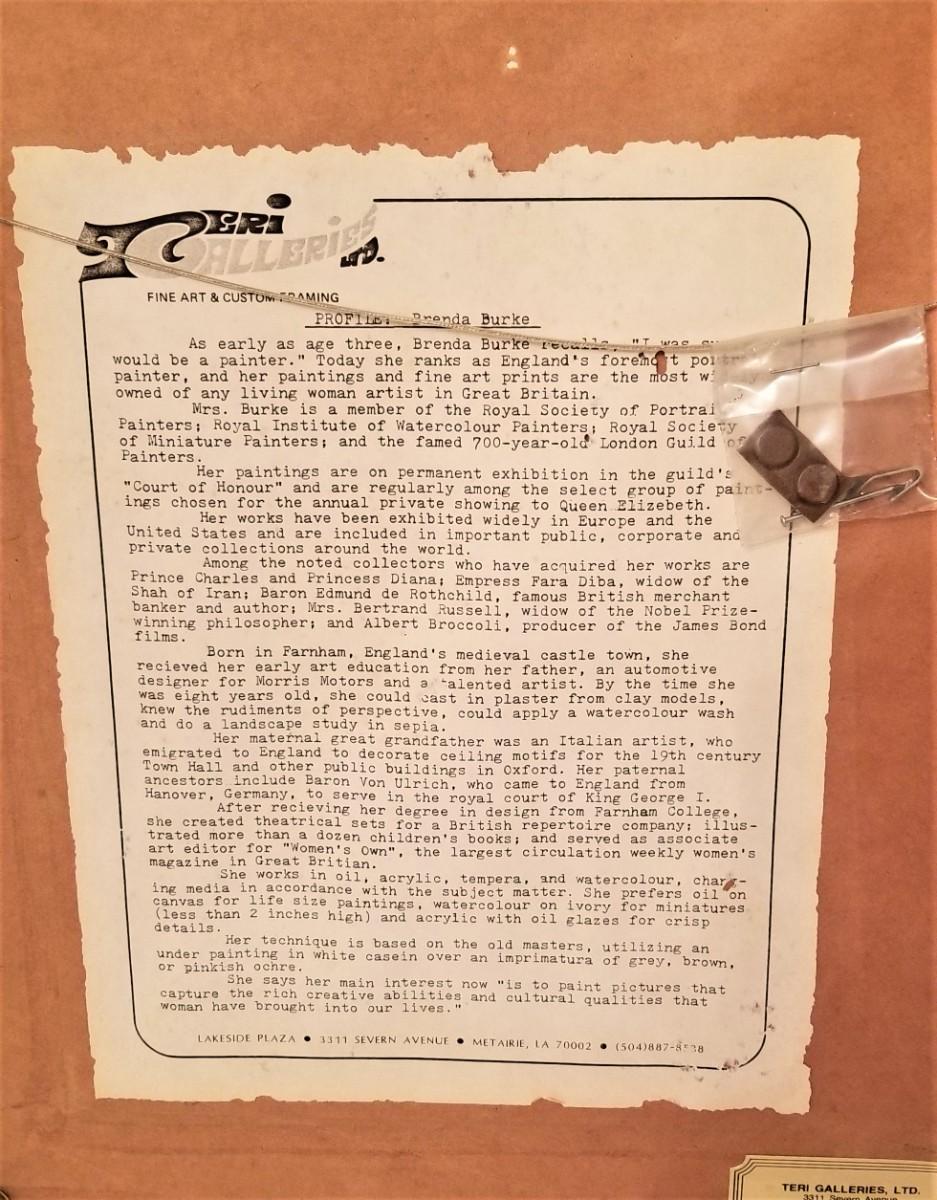 TERI
GALLERIES
LTD.
FINE ART & CUSTOM FRAMING
PROFILE: Brenda Burke
As early as age three, Brenda Burke recalls, "I was
would be a painter." Today she ranks as England's foremost
painter, and her paintings and fine art prints are the most
owned of any living woman artist in Great Britain.
Mrs. Burke is a member of the Royal Society of Portrai
Painters; Royal Institute of Watercolour Painters; Royal Society
of Miniature Painters; and the famed 700-year-old London Guild of
Painters.
Her paintings are on permanent exhibition in the guild's
"Court of Honour" and are regularly among the select group of paint-
ings chosen for the annual private showing to Queen Elizebeth.
Her works have been exhibited widely in Europe and the
United States and are included in important public, corporate and
private collections around the world.
Among the noted collectors who have acquired her works are
Prince Charles and Princess Diana; Empress Fara Diba, widow of the
Shah of Iran; Baron Edmund de Rothchild, famous British merchant
banker and author; Mrs. Bertrand Russell, widow of the Nobel Prize-
winning philosopher; and Albert Broccoli, producer of the James Bond
films.
Born in Farnham, England's medieval castle town, she
recieved her early art education from her father, an automotive
designer for Morris Motors and a talented artist. By the time she
was eight years old, she could cast in plaster from clay models,
knew the rudiments of perspective, could apply a watercolour wash
and do a landscape study in sepia.
Her maternal great grandfather was an Italian artist, who
emigrated to England to decorate ceiling motifs for the 19th century
Town Hall and other public buildings in Oxford. Her paternal
ancestors include Baron Von Ulrich, who came to England from
Hanover, Germany, to serve in the royal court of King George I.
After recieving her degree in design from Farnham College,
she created theatrical sets for a British repertoire company; illus-
trated more than a dozen children's books; and served as associate
art editor for "Women's Own", the largest circulation weekly women's
magazine in Great Britian.
She works in oil, acrylic, tempera, and watercolour, chang-
ing media in accordance with the subject matter. She prefers oil on
canvas for life size paintings, watercolour on ivory for miniatures
(less than 2 inches high) and acrylic with oil glazes for crisp
details.
Her technique is based on the old masters, utilizing an
under painting in white casein over an imprimatura of grey, brown,
or pinkish ochre.
She says her main interest now "is to paint pictures that
capture the rich creative abilities and cultural qualities that
woman have brought into our lives."
LAKESIDE PLAZA ● 3311 SEVERN AVENUE ● METAIRIE, LA 70002 ● (504)887-8538
TERI GALLERIES, LTD.
3311 Severn Avenue